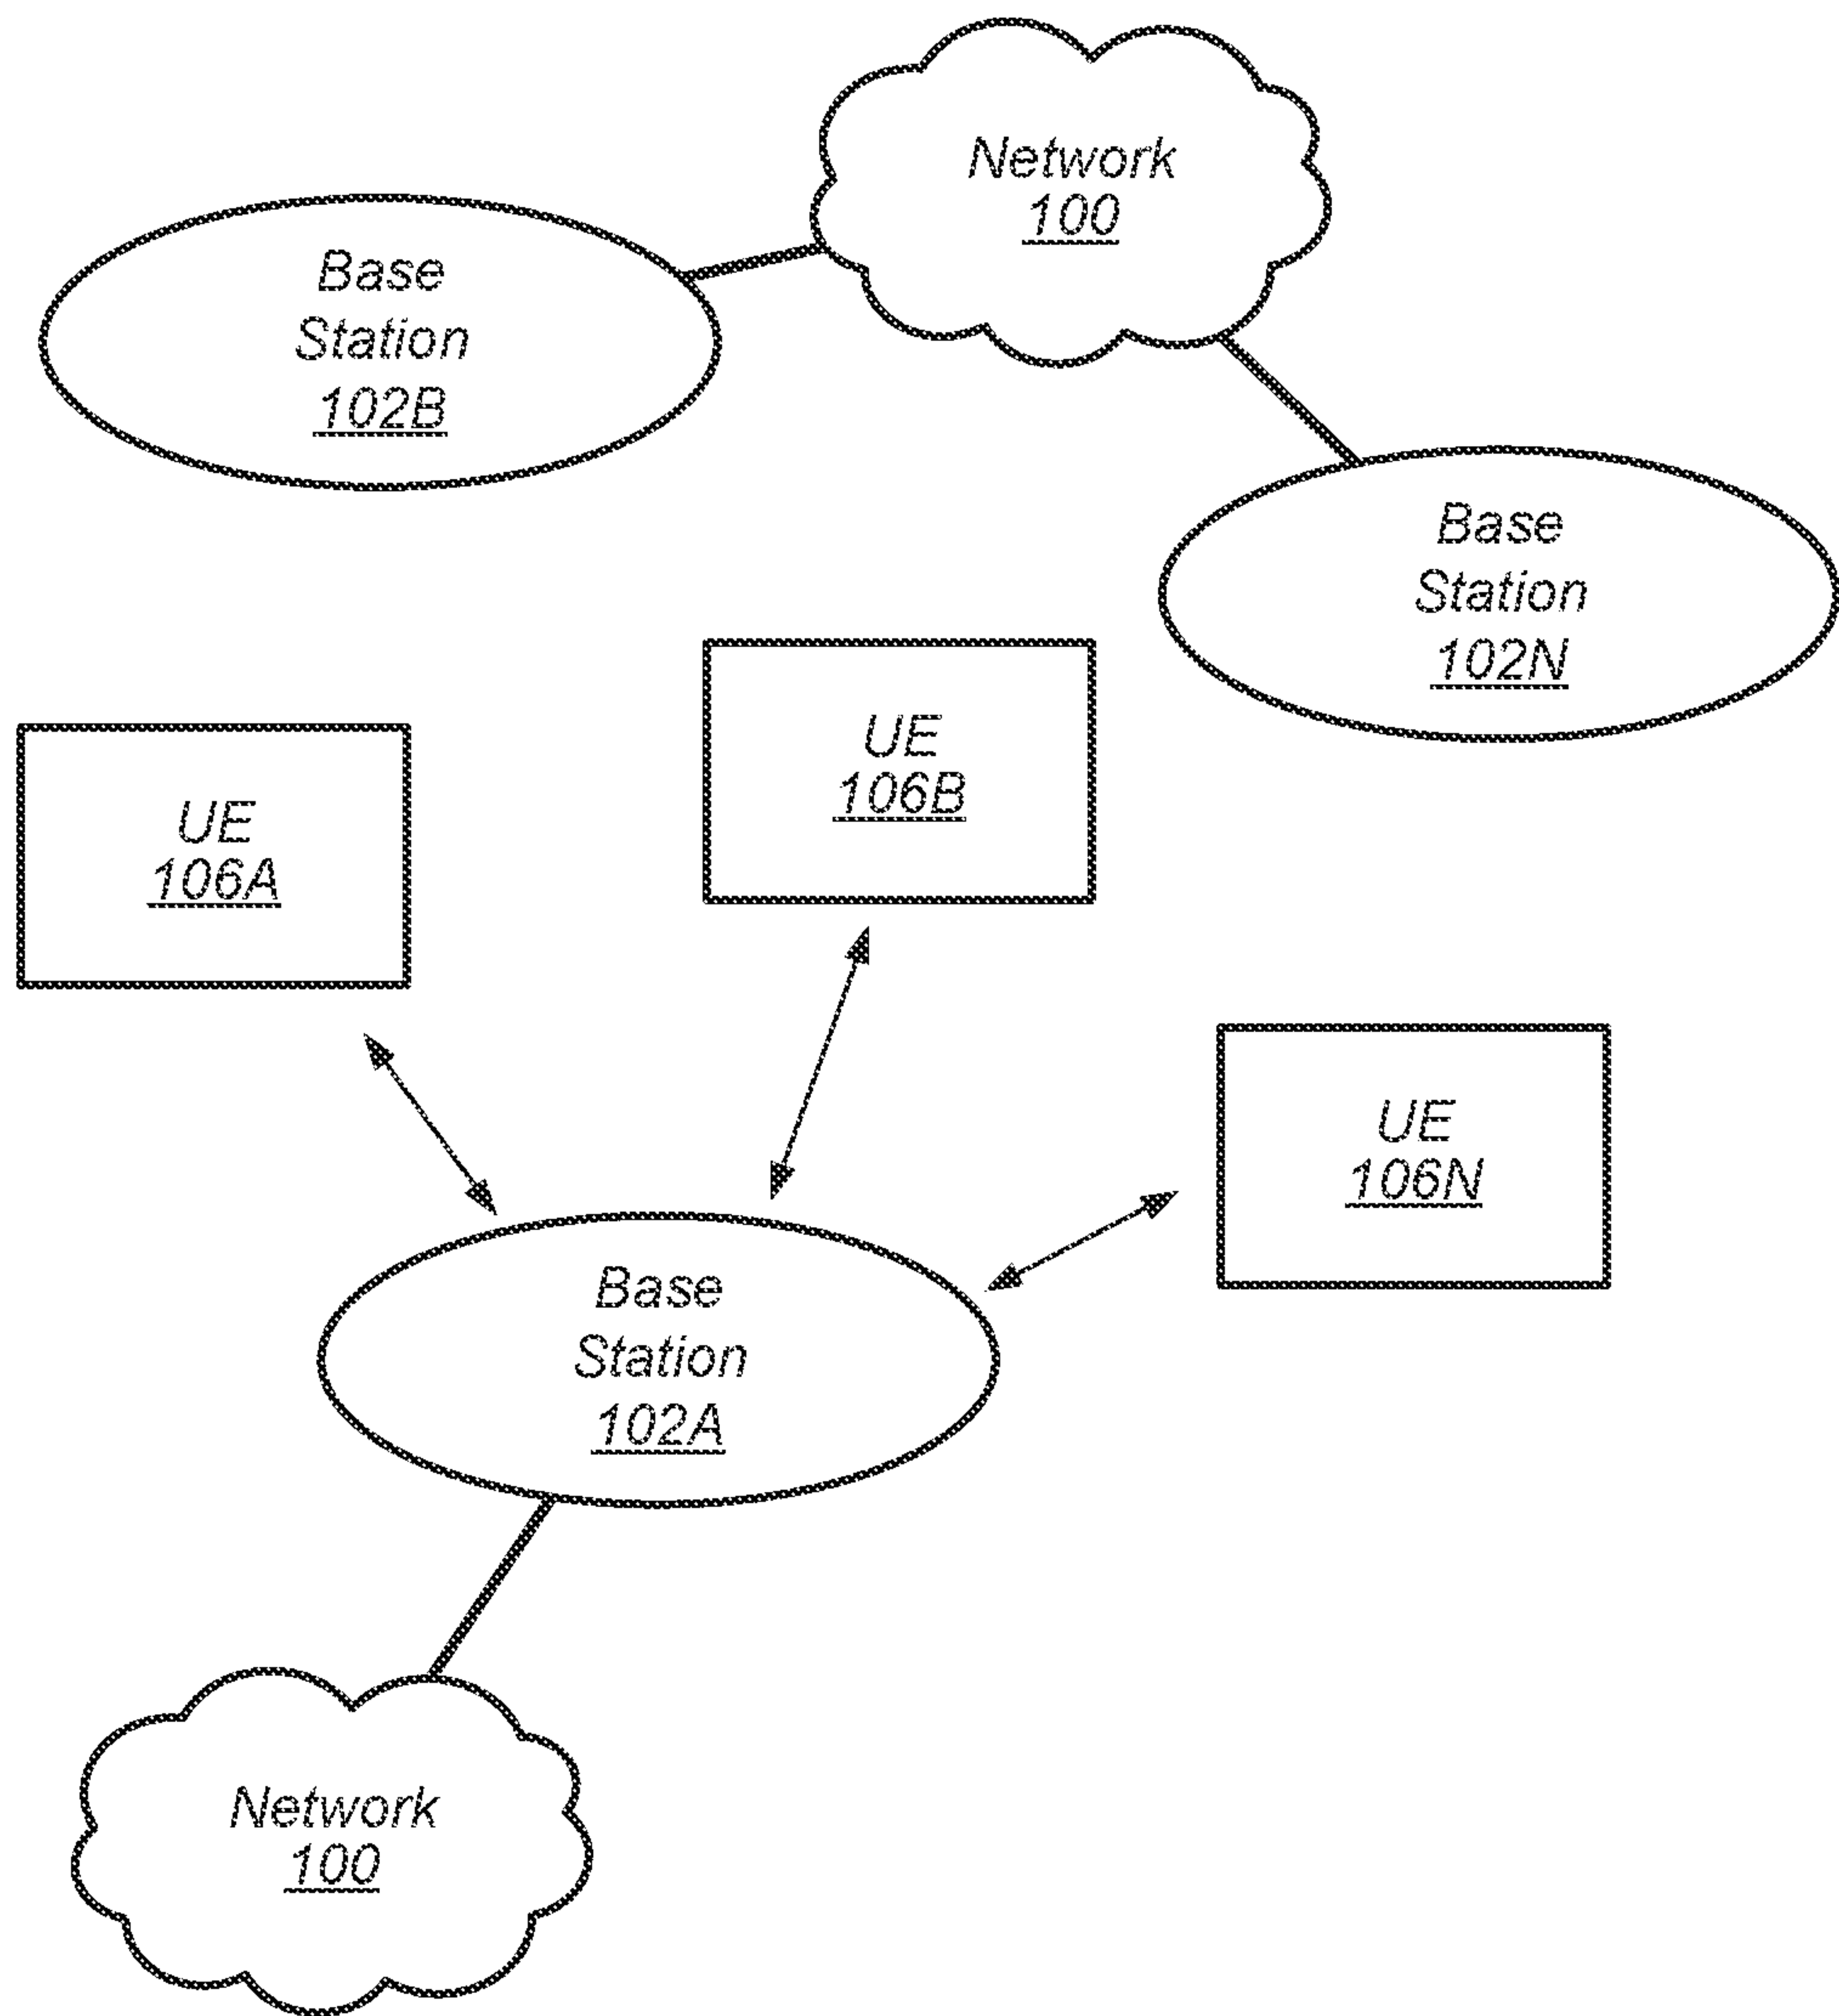 Network
100
Base
Station
102B
Base
Station
102N
UE
106B
UE
106A
UE
106N
Base
Station
102A
Network
100